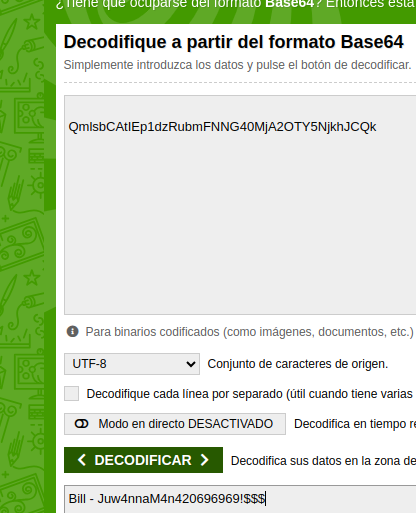 ¿Tiene que ocuparse del formato Base64? Entonces esta
Decodifique a partir del formato Base64
Simplemente introduzca los datos y pulse el botón de decodificar.
QmlsbCAtIEp1dzRubmFNNG40MjA2OTY5NjkhJCQk
Para binarios codificados (como imágenes, documentos, etc.)
UTF-8
Conjunto de caracteres de origen.
Decodifique cada línea por separado (útil cuando tiene varias
Modo en directo DESACTIVADO
Decodifica en tiempo re
DECODIFICAR
Decodifica sus datos en la zona de
Bill - Juw4nnaM4n420696969!$$$